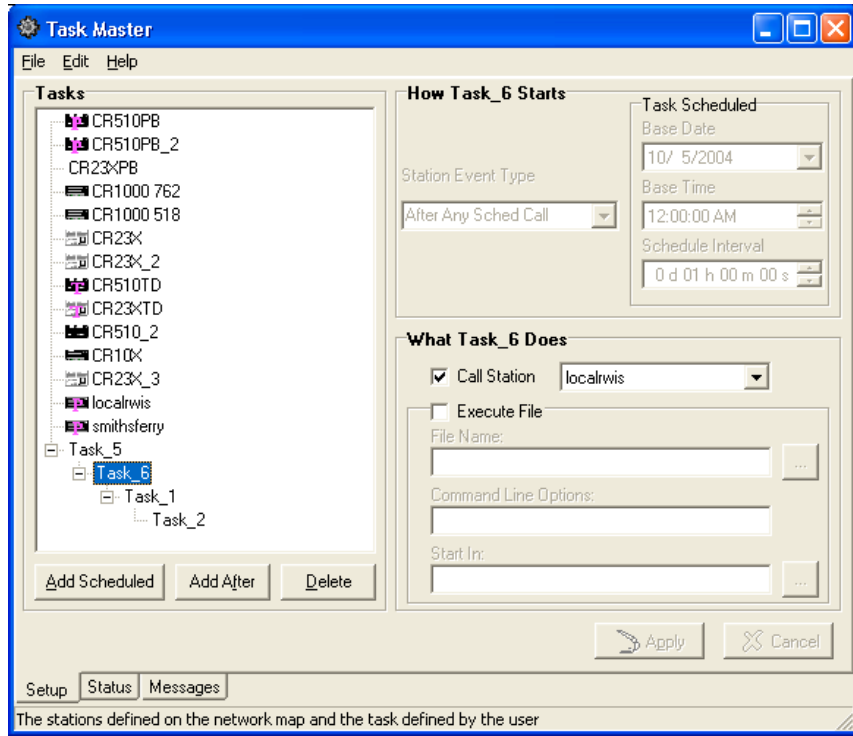 Task Master
File Edit Help
Tasks
CR510PB
CR510PB_2
CR23XPB
CR1000 762
CR1000 518
CR23X
CR23X_2
CR510TD
CR23XTD
CR510_2
CR10X
CR23X_3
localrwis
smithsferry
Task_5
Task_6
Task_1
Task_2
Add Scheduled Add After Delete
How Task_6 Starts
Station Event Type
After Any Sched Call
Task Scheduled
Base Date
10/ 5/2004
Base Time
12:00:00 AM
Schedule Interval
0 d 01 h 00 m 00 s
What Task_6 Does
Call Station localrwis
Execute File
File Name:
...
Command Line Options:
Start In:
...
Apply Cancel
Setup Status Messages
The stations defined on the network map and the task defined by the user